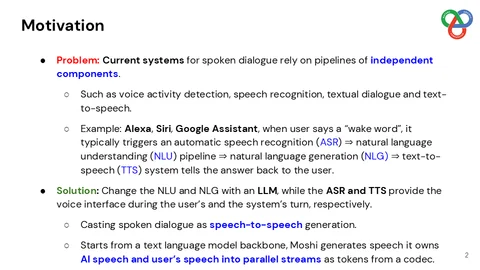 Motivation
● Problem: Current systems for spoken dialogue rely on pipelines of independent
components.
○ Such as voice activity detection, speech recognition, textual dialogue and text-
to-speech.
○ Example: Alexa, Siri, Google Assistant, when user says a “wake word”, it
typically triggers an automatic speech recognition (ASR) ⇒ natural language
understanding (NLU) pipeline ⇒ natural language generation (NLG) ⇒ text-to-
speech (TTS) system tells the answer back to the user.
● Solution: Change the NLU and NLG with an LLM, while the ASR and TTS provide the
voice interface during the user’s and the system’s turn, respectively.
○ Casting spoken dialogue as speech-to-speech generation.
○ Starts from a text language model backbone, Moshi generates speech it owns
AI speech and user’s speech into parallel streams as tokens from a codec.
2